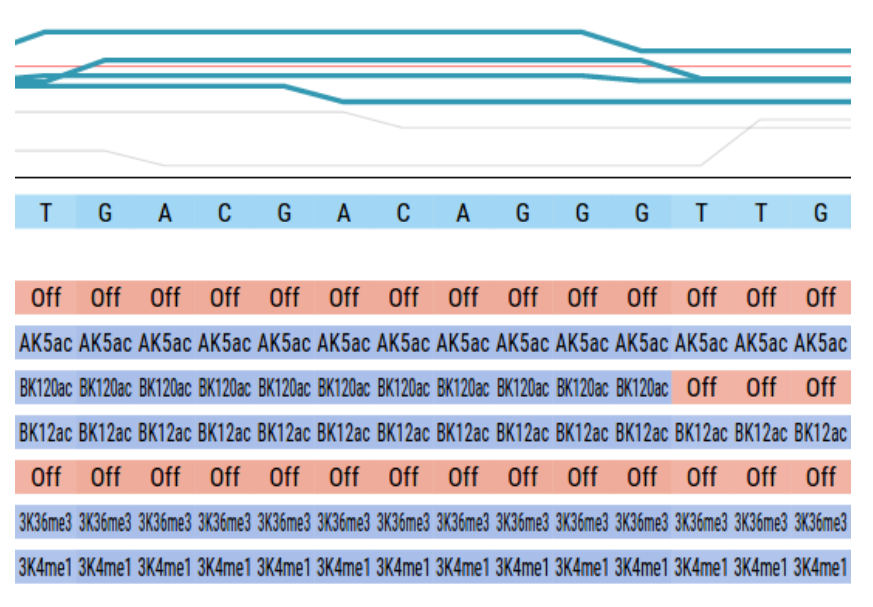 T G A C G A C A G G G T T G
Off Off Off Off Off Off Off Off Off Off Off Off Off Off
AK5ac AK5ac AK5ac AK5ac AK5ac AK5ac AK5ac AK5ac AK5ac AK5ac AK5ac AK5ac AK5ac AK5ac
BK120ac BK120ac BK120ac BK120ac BK120ac BK120ac BK120ac BK120ac BK120ac BK120ac BK120ac Off Off Off
BK12ac BK12ac BK12ac BK12ac BK12ac BK12ac BK12ac BK12ac BK12ac BK12ac BK12ac BK12ac BK12ac BK12ac
Off Off Off Off Off Off Off Off Off Off Off Off Off Off
3K36me3 3K36me3 3K36me3 3K36me3 3K36me3 3K36me3 3K36me3 3K36me3 3K36me3 3K36me3 3K36me3 3K36me3 3K36me3 3K36me3
3K4me1 3K4me1 3K4me1 3K4me1 3K4me1 3K4me1 3K4me1 3K4me1 3K4me1 3K4me1 3K4me1 3K4me1 3K4me1 3K4me1